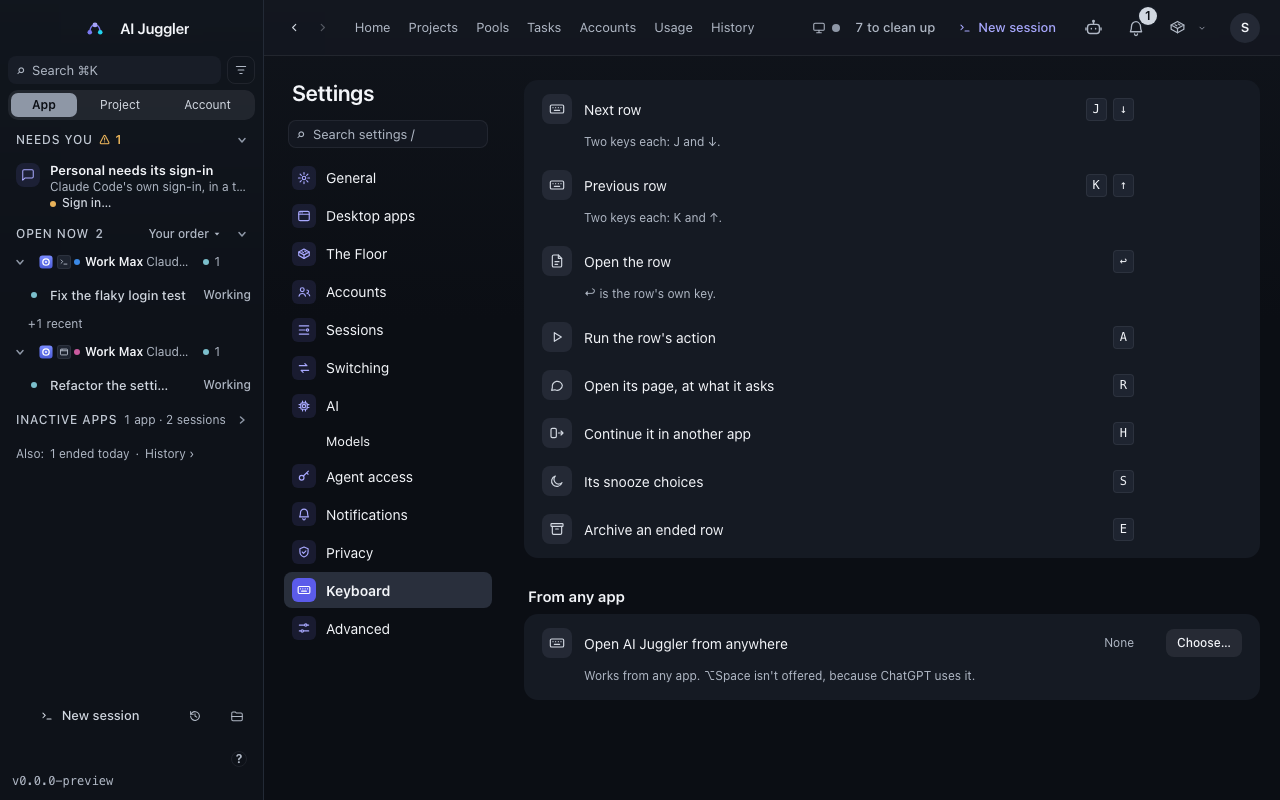 AI Juggler
Search ⌘K
App Project Account
NEEDS YOU 1
Personal needs its sign-in
Claude Code's own sign-in, in a t…
Sign in…
OPEN NOW 2 Your order
Work Max Claud… 1
Fix the flaky login test Working
+1 recent
Work Max Claud… 1
Refactor the setti… Working
INACTIVE APPS 1 app · 2 sessions
Also: 1 ended today · History ›
New session
?
v0.0.0-preview
Home Projects Pools Tasks Accounts Usage History
7 to clean up
New session
1
S
Settings
Search settings /
General
Desktop apps
The Floor
Accounts
Sessions
Switching
AI
Models
Agent access
Notifications
Privacy
Keyboard
Advanced
Next row J ↓
Two keys each: J and ↓.
Previous row K ↑
Two keys each: K and ↑.
Open the row ↩
↩ is the row's own key.
Run the row's action A
Open its page, at what it asks R
Continue it in another app H
Its snooze choices S
Archive an ended row E
From any app
Open AI Juggler from anywhere None Choose…
Works from any app. ⌥Space isn't offered, because ChatGPT uses it.